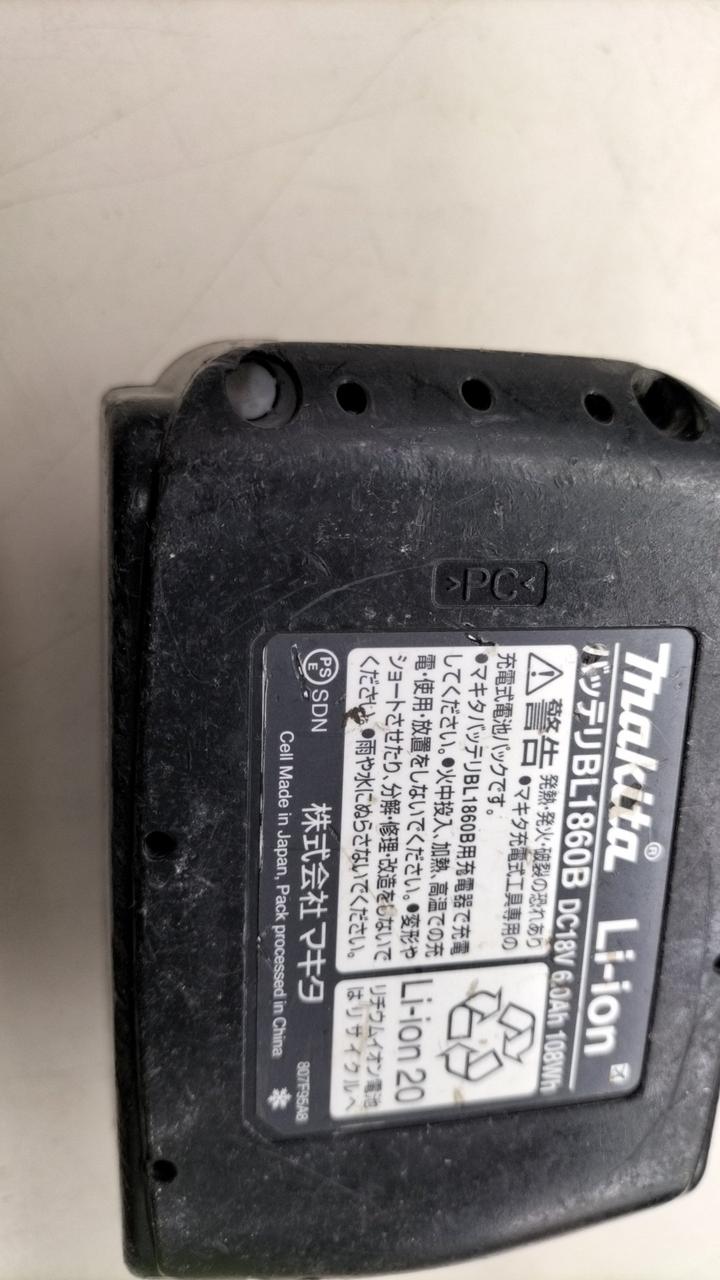 >PC<
makita® Li-ion
バッテリBL1860B DC18V 6.0Ah 108Wh
警告 発熱・発火・破裂の恐れあり
●マキタ充電式工具専用の
充電式電池パックです。
●マキタバッテリBL1860B用充電器で充電
してください。●火中投入、加熱、高温での充
電・使用・放置をしないでください。●変形や
ショートさせたり、分解・修理・改造をしないで
ください。●雨や水にぬらさないでください。
Li-ion 20
リチウムイオン電池
はリサイクルへ
PSE SDN
株式会社 マキタ
Cell Made in Japan, Pack processed in China
807F95A8